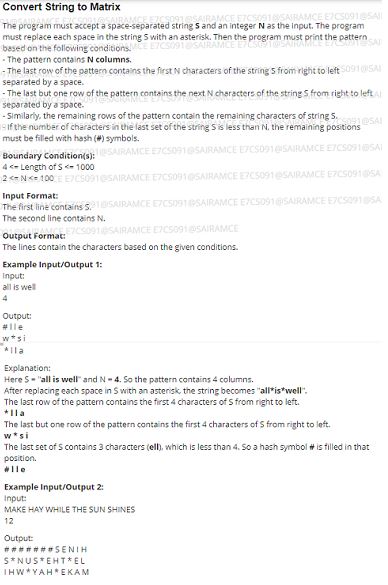 Convert String to Matrix
The program must accept a space-separated string S and an integer N as the input. The program
must replace each space in the string S with an asterisk. Then the program must print the pattern
based on the following conditions.
- The pattern contains N columns.
- The last row of the pattern contains the first N characters of the string S from right to left
separated by a space.
- The last but one row of the pattern contains the next N characters of the string S from right to left
separated by a space.
- Similarly, the remaining rows of the pattern contain the remaining characters of string S.
- If the number of characters in the last set of the string S is less than N, the remaining positions
must be filled with hash (#) symbols.
Boundary Condition(s):
4 <= Length of S <= 1000
2 <= N <= 100
Input Format:
The first line contains S.
The second line contains N.
Output Format:
The lines contain the characters based on the given conditions.
Example Input/Output 1:
Input:
all is well
4
Output:
# l l e
w * s i
* l l a
Explanation:
Here S = "all is well" and N = 4. So the pattern contains 4 columns.
After replacing each space in S with an asterisk, the string becomes "all*is*well".
The last row of the pattern contains the first 4 characters of S from right to left.
* l l a
The last but one row of the pattern contains the first 4 characters of S from right to left.
w * s i
The last set of S contains 3 characters (ell), which is less than 4. So a hash symbol # is filled in that
position.
# l l e
Example Input/Output 2:
Input:
MAKE HAY WHILE THE SUN SHINES
12
Output:
# # # # # # # S E N I H
S * N U S * E H T * E L
I H W * Y A H * E K A M